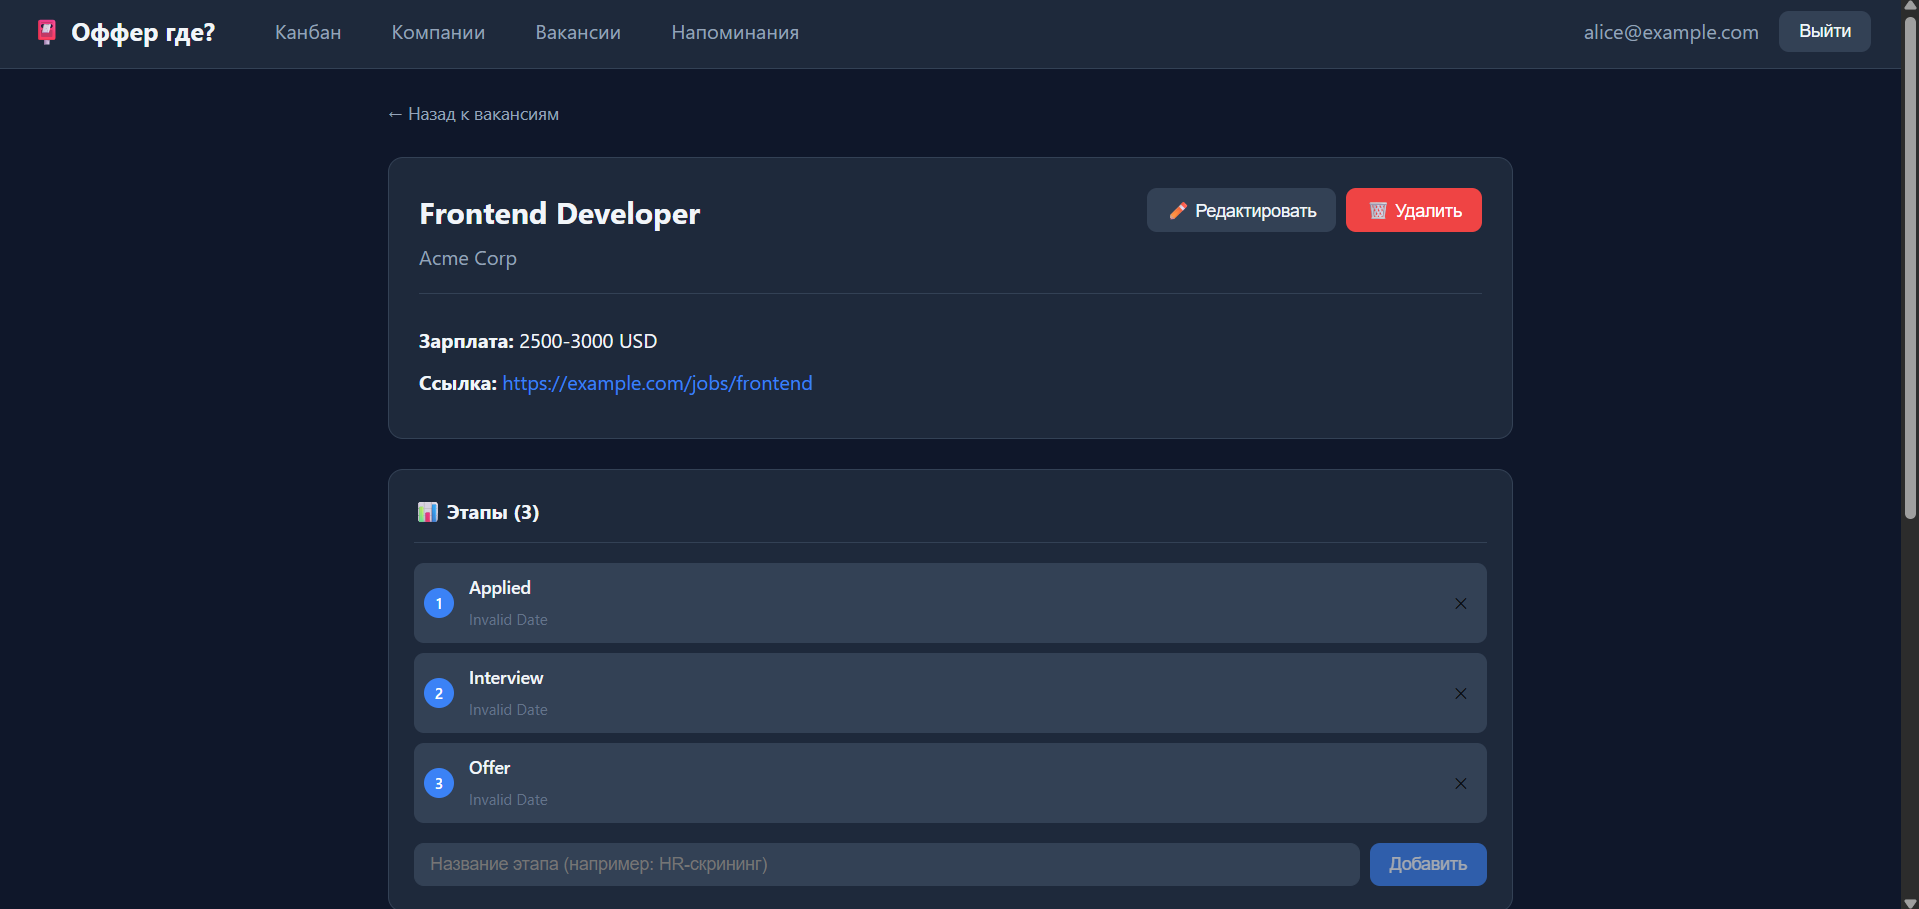 Оффер где?
Канбан
Компании
Вакансии
Напоминания
alice@example.com
Выйти
← Назад к вакансиям
Frontend Developer
Редактировать
Удалить
Acme Corp
Зарплата: 2500-3000 USD
Ссылка: https://example.com/jobs/frontend
Этапы (3)
1
Applied
Invalid Date
2
Interview
Invalid Date
3
Offer
Invalid Date
Название этапа (например: HR-скрининг)
Добавить